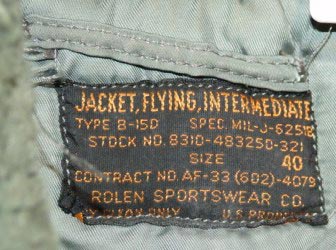 JACKET, FLYING, INTERMEDIATE
TYPE B-15D SPEC. MIL-J-6251B
STOCK NO. 8310-483250-321
SIZE 40
CONTRACT NO. AF-33 (602)-4079
ROLEN SPORTSWEAR CO.
ONLY U.S.